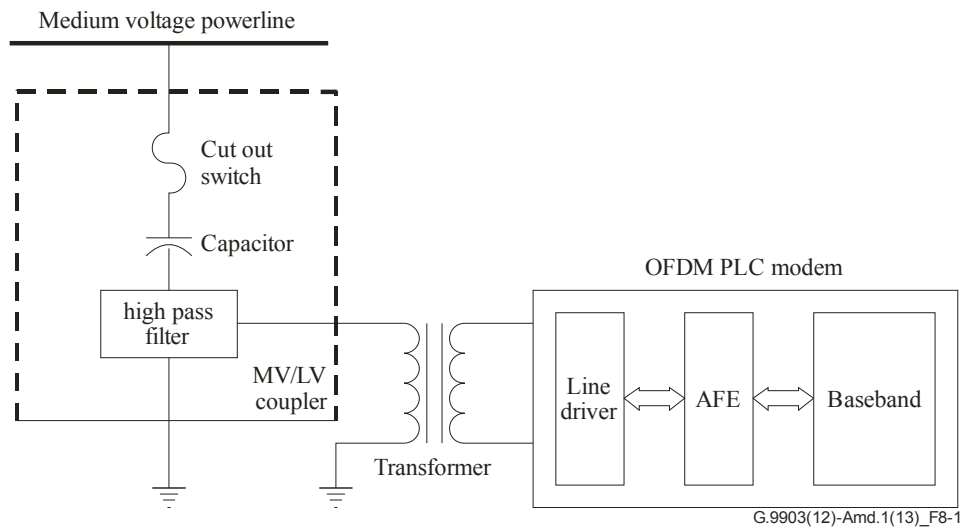 Medium voltage powerline
Cut out
switch
Capacitor
high pass
filter
MV/LV
coupler
Transformer
OFDM PLC modem
Line
driver
AFE
Baseband
G.9903(12)-Amd.1(13)_F8-1